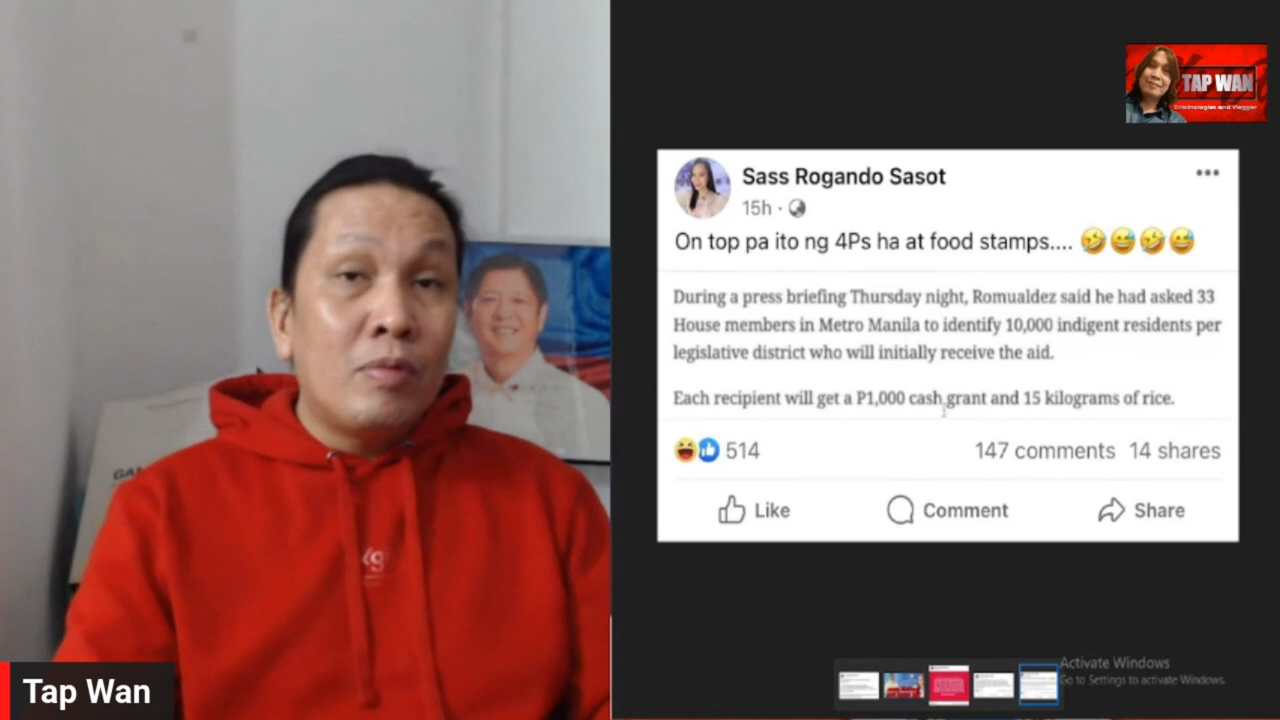 TAP WAN
Criminologist and Vlogger
Sass Rogando Sasot
15h
On top pa ito ng 4Ps ha at food stamps....
During a press briefing Thursday night, Romualdez said he had asked 33
House members in Metro Manila to identify 10,000 indigent residents per
legislative district who will initially receive the aid.
Each recipient will get a P1,000 cash grant and 15 kilograms of rice.
514
147 comments 14 shares
Like Comment Share
Activate Windows
Go to Settings to activate Windows.
Tap Wan